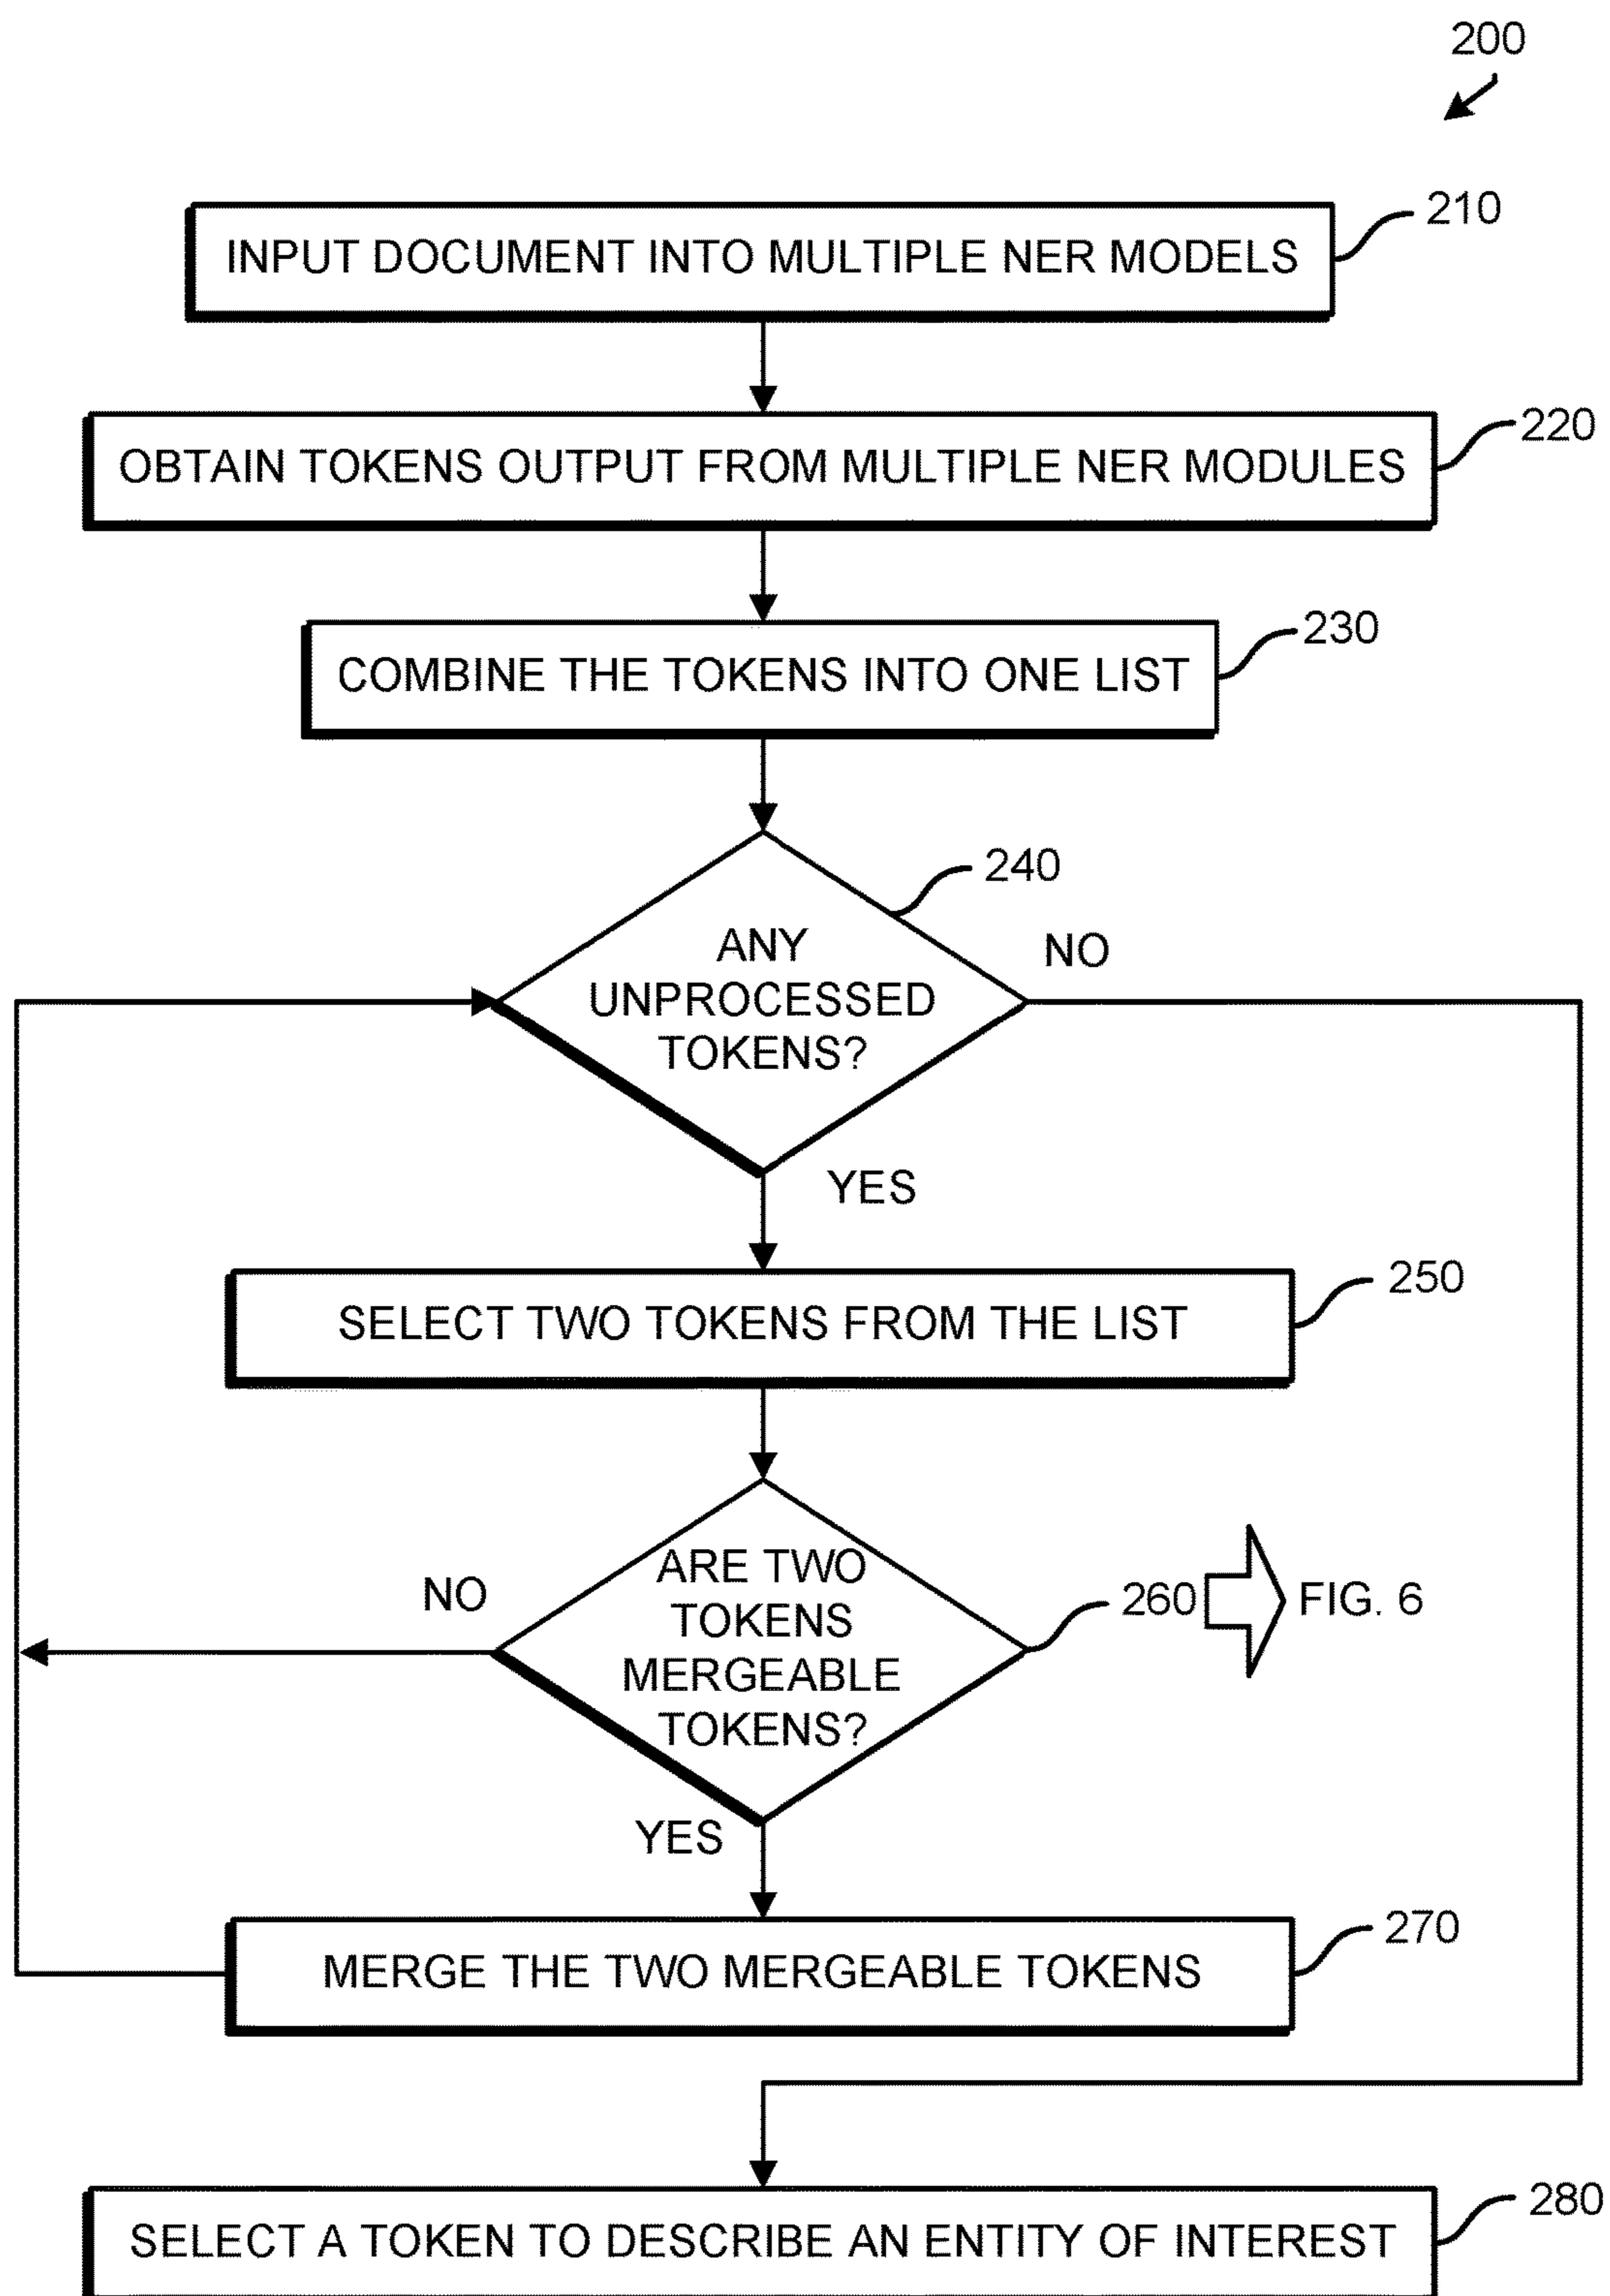 200
210
INPUT DOCUMENT INTO MULTIPLE NER MODELS
220
OBTAIN TOKENS OUTPUT FROM MULTIPLE NER MODULES
230
COMBINE THE TOKENS INTO ONE LIST
240
ANY
UNPROCESSED
TOKENS?
NO
YES
250
SELECT TWO TOKENS FROM THE LIST
ARE TWO
TOKENS
MERGEABLE
TOKENS?
NO
260
FIG. 6
YES
270
MERGE THE TWO MERGEABLE TOKENS
280
SELECT A TOKEN TO DESCRIBE AN ENTITY OF INTEREST